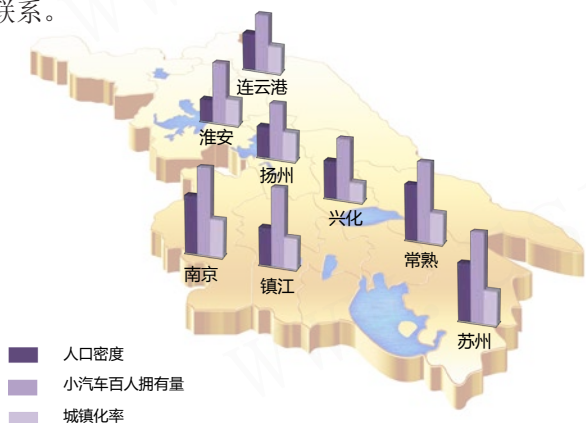 联系。
连云港
淮安
扬州
兴化
南京
镇江
常熟
苏州
人口密度
小汽车百人拥有量
城镇化率